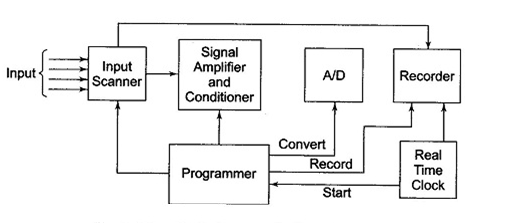 Input
Input
Scanner
Signal
Amplifier
and
Conditioner
A/D
Recorder
Programmer
Convert
Record
Start
Real
Time
Clock